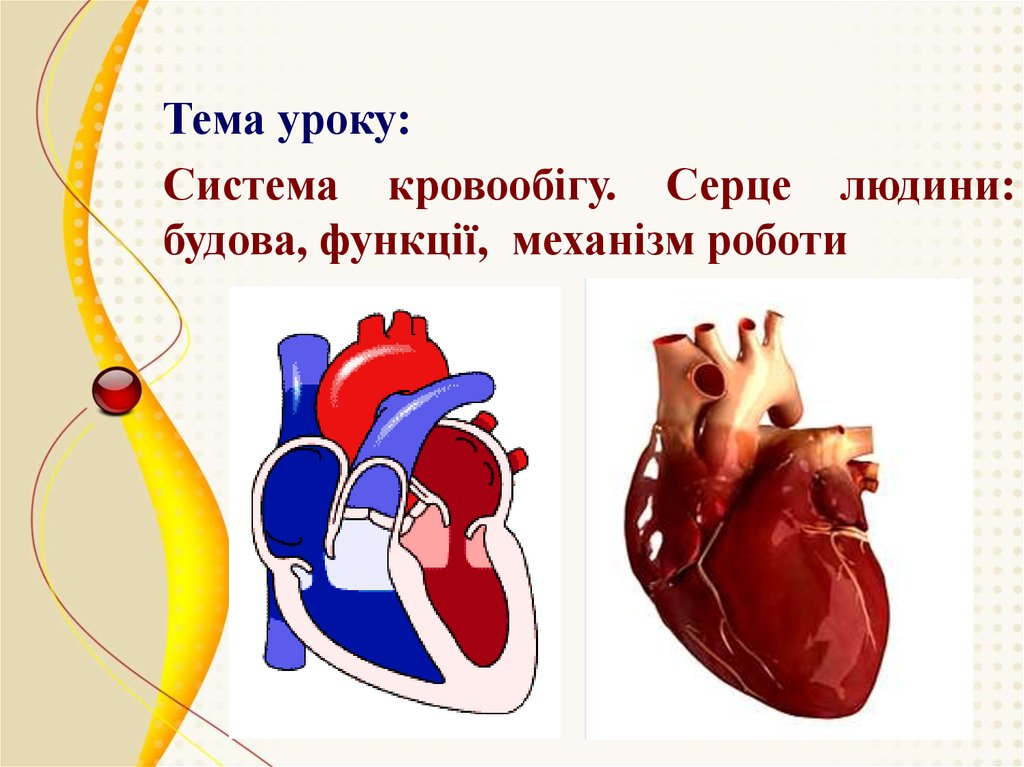 Тема уроку:
Система кровообігу. Серце людини:
будова, функції, механізм роботи